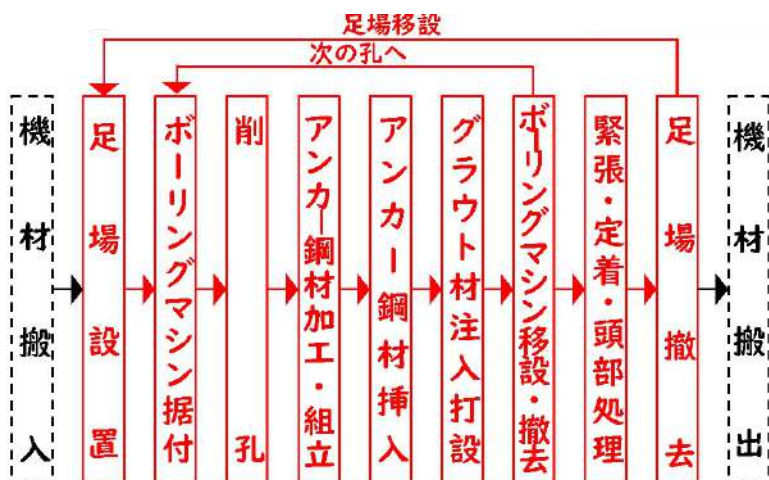 足場移設
次の孔へ
機材搬入
足場設置
ボーリングマシン据付
削孔
アンカー鋼材加工・組立
アンカー鋼材挿入
グラウト材注入打設
ボーリングマシン移設・撤去
緊張・定着・頭部処理
足場撤去
機材搬出